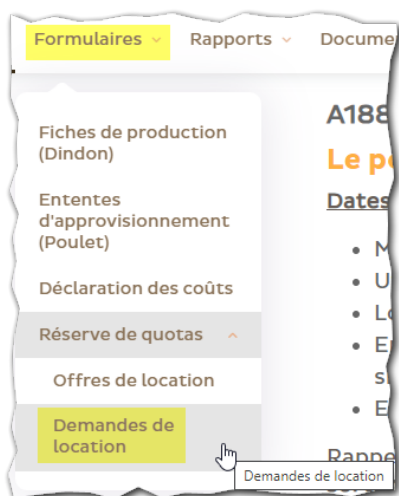 Formulaires Rapports
A188
Fiches de production
(Dindon)
Le
Ententes
d'approvisionnement
(Poulet)
Dates
Déclaration des coûts
Réserve de quotas
Offres de location
Demandes de
location
Demandes de location